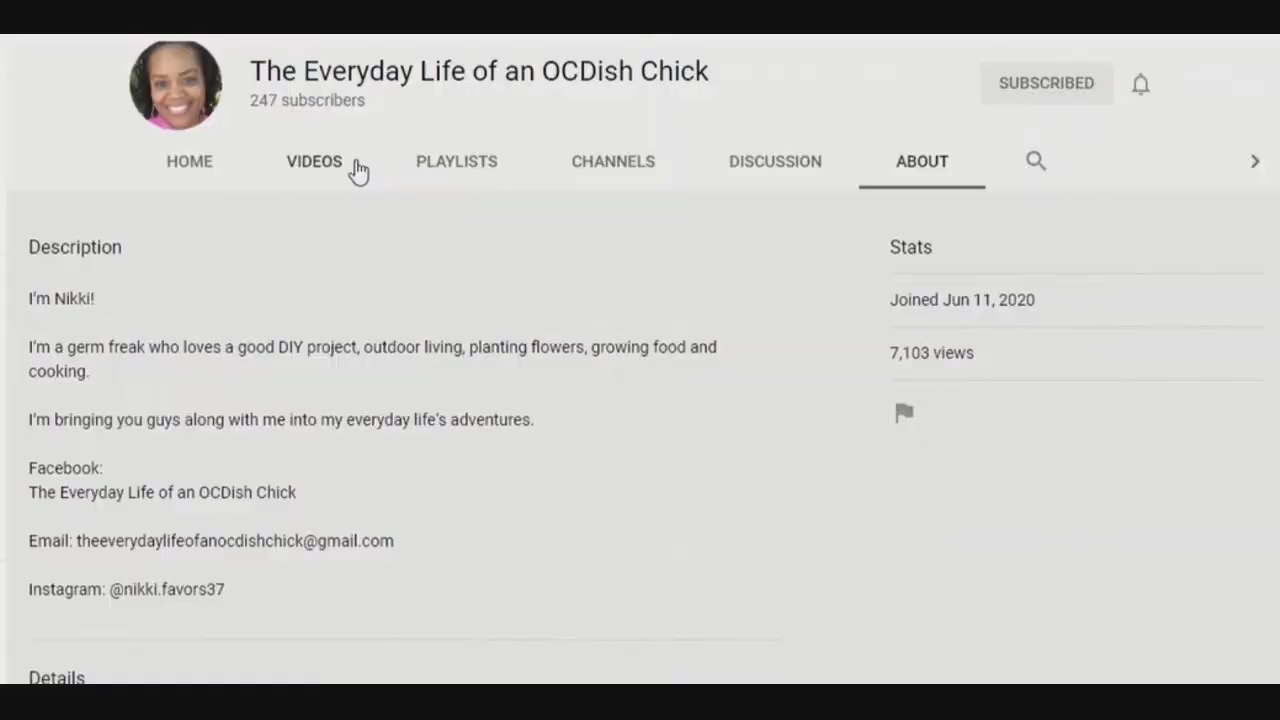 The Everyday Life of an OCDish Chick
247 subscribers
SUBSCRIBED
HOME
VIDEOS
PLAYLISTS
CHANNELS
DISCUSSION
ABOUT
Description
I'm Nikki!
I'm a germ freak who loves a good DIY project, outdoor living, planting flowers, growing food and
cooking.
I'm bringing you guys along with me into my everyday life's adventures.
Facebook:
The Everyday Life of an OCDish Chick
Email: theeverydaylifeofanocdishchick@gmail.com
Instagram: @nikki.favors37
Details
Stats
Joined Jun 11, 2020
7,103 views